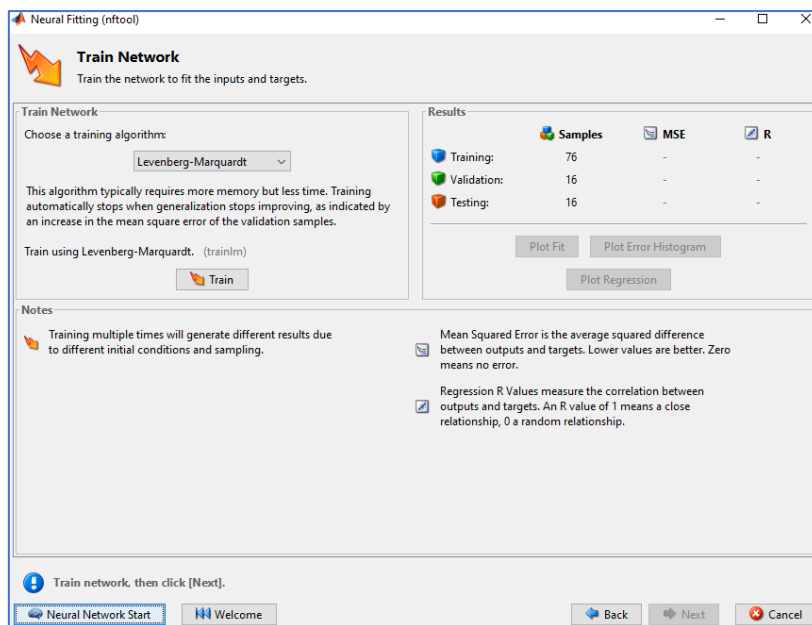 Neural Fitting (nftool)
Train Network
Train the network to fit the inputs and targets.
Train Network
Choose a training algorithm:
Levenberg-Marquardt
This algorithm typically requires more memory but less time. Training
automatically stops when generalization stops improving, as indicated by
an increase in the mean square error of the validation samples.
Train using Levenberg-Marquardt. (trainlm)
Train
Results
Samples MSE R
Training: 76 - -
Validation: 16 - -
Testing: 16 - -
Plot Fit Plot Error Histogram
Plot Regression
Notes
Training multiple times will generate different results due
to different initial conditions and sampling.
Mean Squared Error is the average squared difference
between outputs and targets. Lower values are better. Zero
means no error.
Regression R Values measure the correlation between
outputs and targets. An R value of 1 means a close
relationship, 0 a random relationship.
Train network, then click [Next].
Neural Network Start Welcome Back Next Cancel